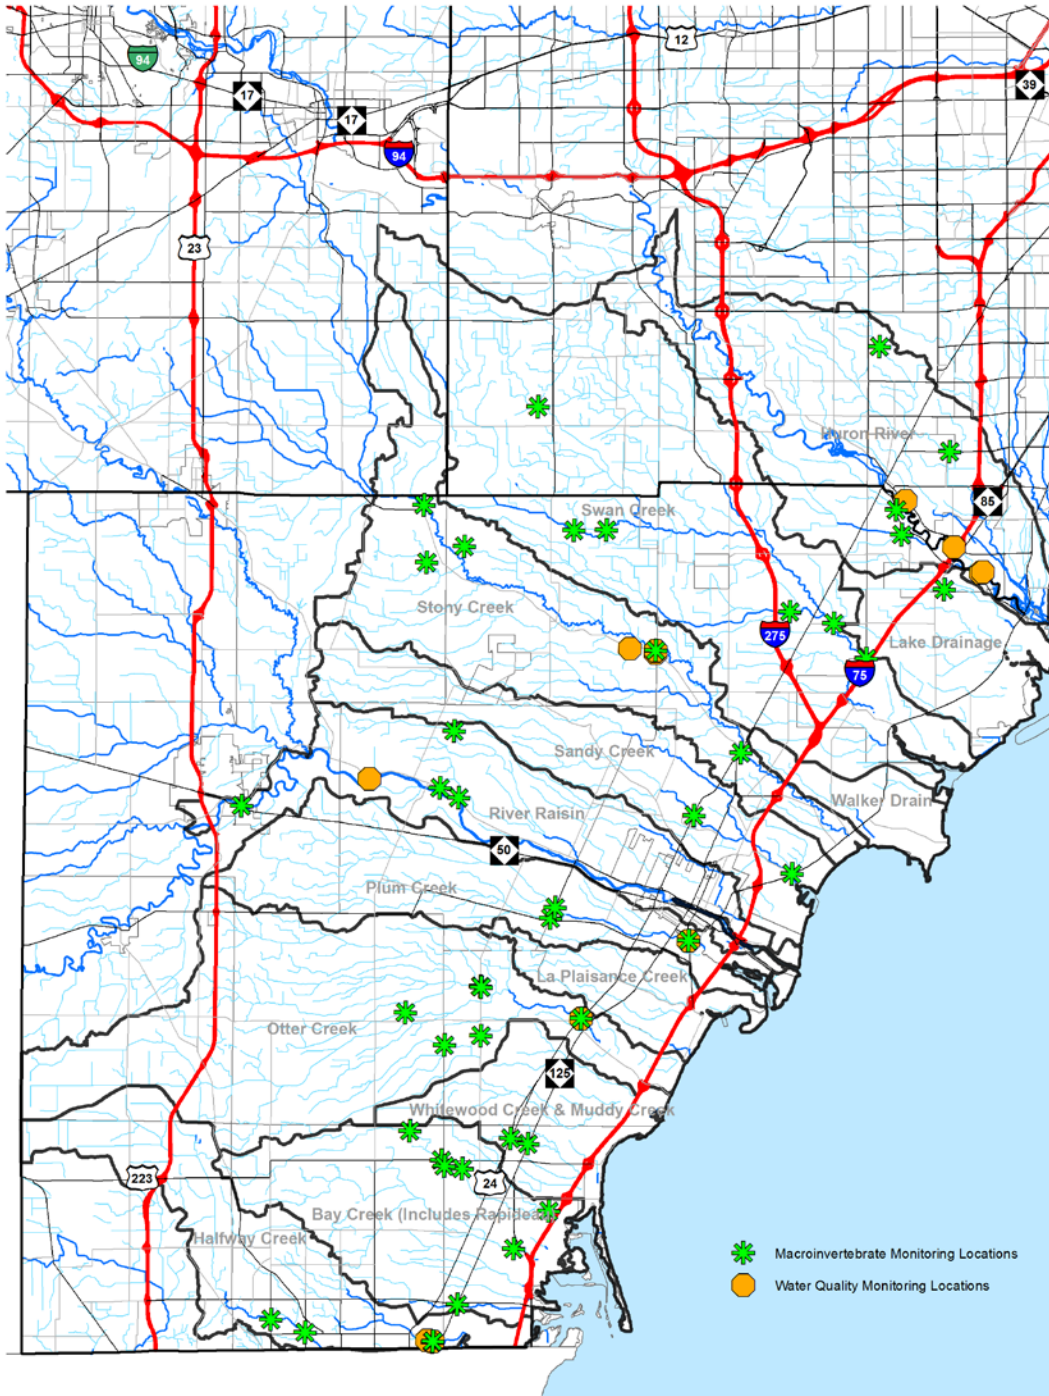 12
94
39
17
17
94
23
Huron River
85
Swan Creek
Stony Creek
275
Lake Drainage
75
Sandy Creek
Walker Drain
River Raisin
50
Plum Creek
La Plaisance Creek
Otter Creek
125
Whitewood Creek & Muddy Creek
223
24
Bay Creek (Includes Rapideau)
Halfway Creek
Macroinvertebrate Monitoring Locations
Water Quality Monitoring Locations